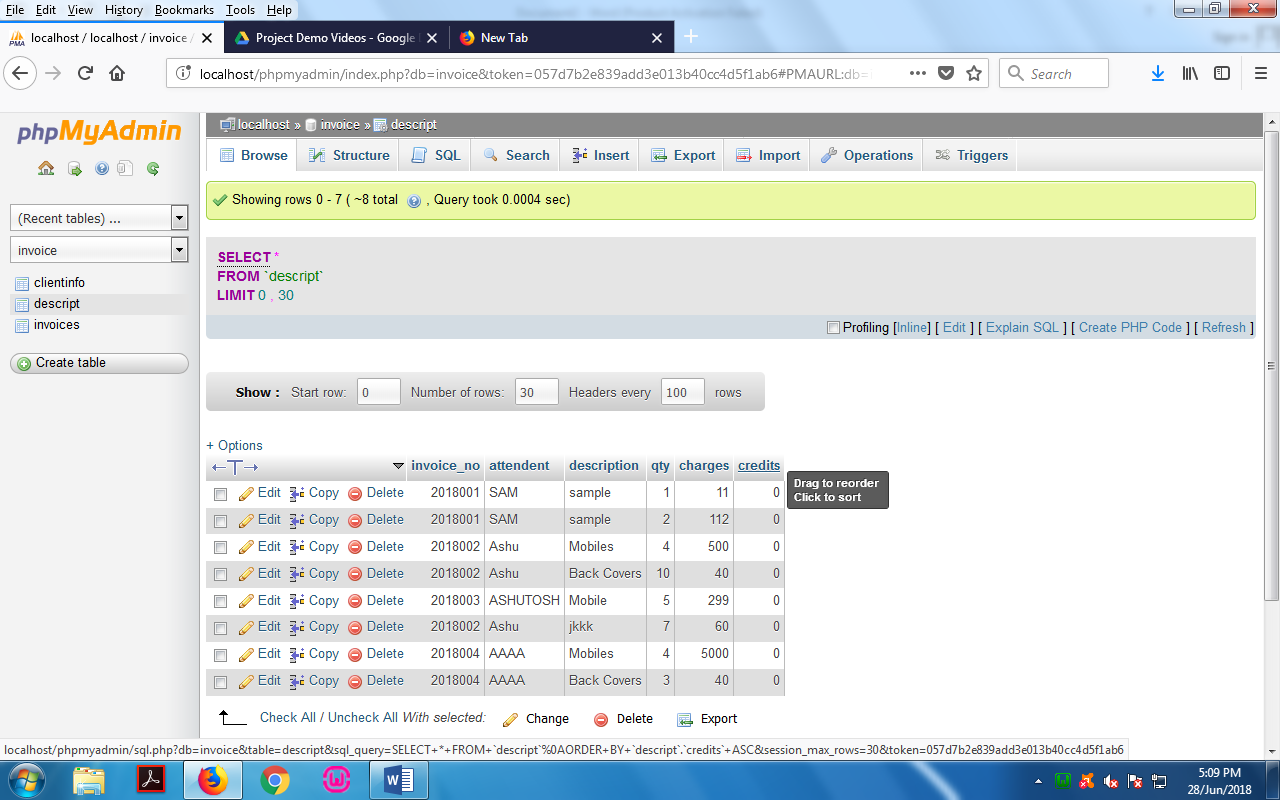 File Edit View History Bookmarks Tools Help
localhost / localhost / invoice /
Project Demo Videos - Google
New Tab
localhost/phpmyadmin/index.php?db=invoice&token=057d7b2e839add3e013b40cc4d5f1ab6#PMAURL:db=
Search
phpMyAdmin
(Recent tables) ...
invoice
clientinfo
descript
invoices
Create table
localhost » invoice » descript
Browse Structure SQL Search Insert Export Import Operations Triggers
Showing rows 0 - 7 ( ~8 total , Query took 0.0004 sec)
SELECT *
FROM `descript`
LIMIT 0 , 30
Profiling [Inline] [ Edit ] [ Explain SQL ] [ Create PHP Code ] [ Refresh ]
Show : Start row: 0 Number of rows: 30 Headers every 100 rows
+ Options
←T→ invoice_no attendent description qty charges credits
Edit Copy Delete 2018001 SAM sample 1 11 0
Edit Copy Delete 2018001 SAM sample 2 112 0
Edit Copy Delete 2018002 Ashu Mobiles 4 500 0
Edit Copy Delete 2018002 Ashu Back Covers 10 40 0
Edit Copy Delete 2018003 ASHUTOSH Mobile 5 299 0
Edit Copy Delete 2018002 Ashu jkkk 7 60 0
Edit Copy Delete 2018004 AAAA Mobiles 4 5000 0
Edit Copy Delete 2018004 AAAA Back Covers 3 40 0
Drag to reorder
Click to sort
Check All / Uncheck All With selected: Change Delete Export
localhost/phpmyadmin/sql.php?db=invoice&table=descript&sql_query=SELECT+*+FROM+`descript`%0AORDER+BY+`descript`.`credits`+ASC&session_max_rows=30&token=057d7b2e839add3e013b40cc4d5f1ab6
5:09 PM
28/Jun/2018